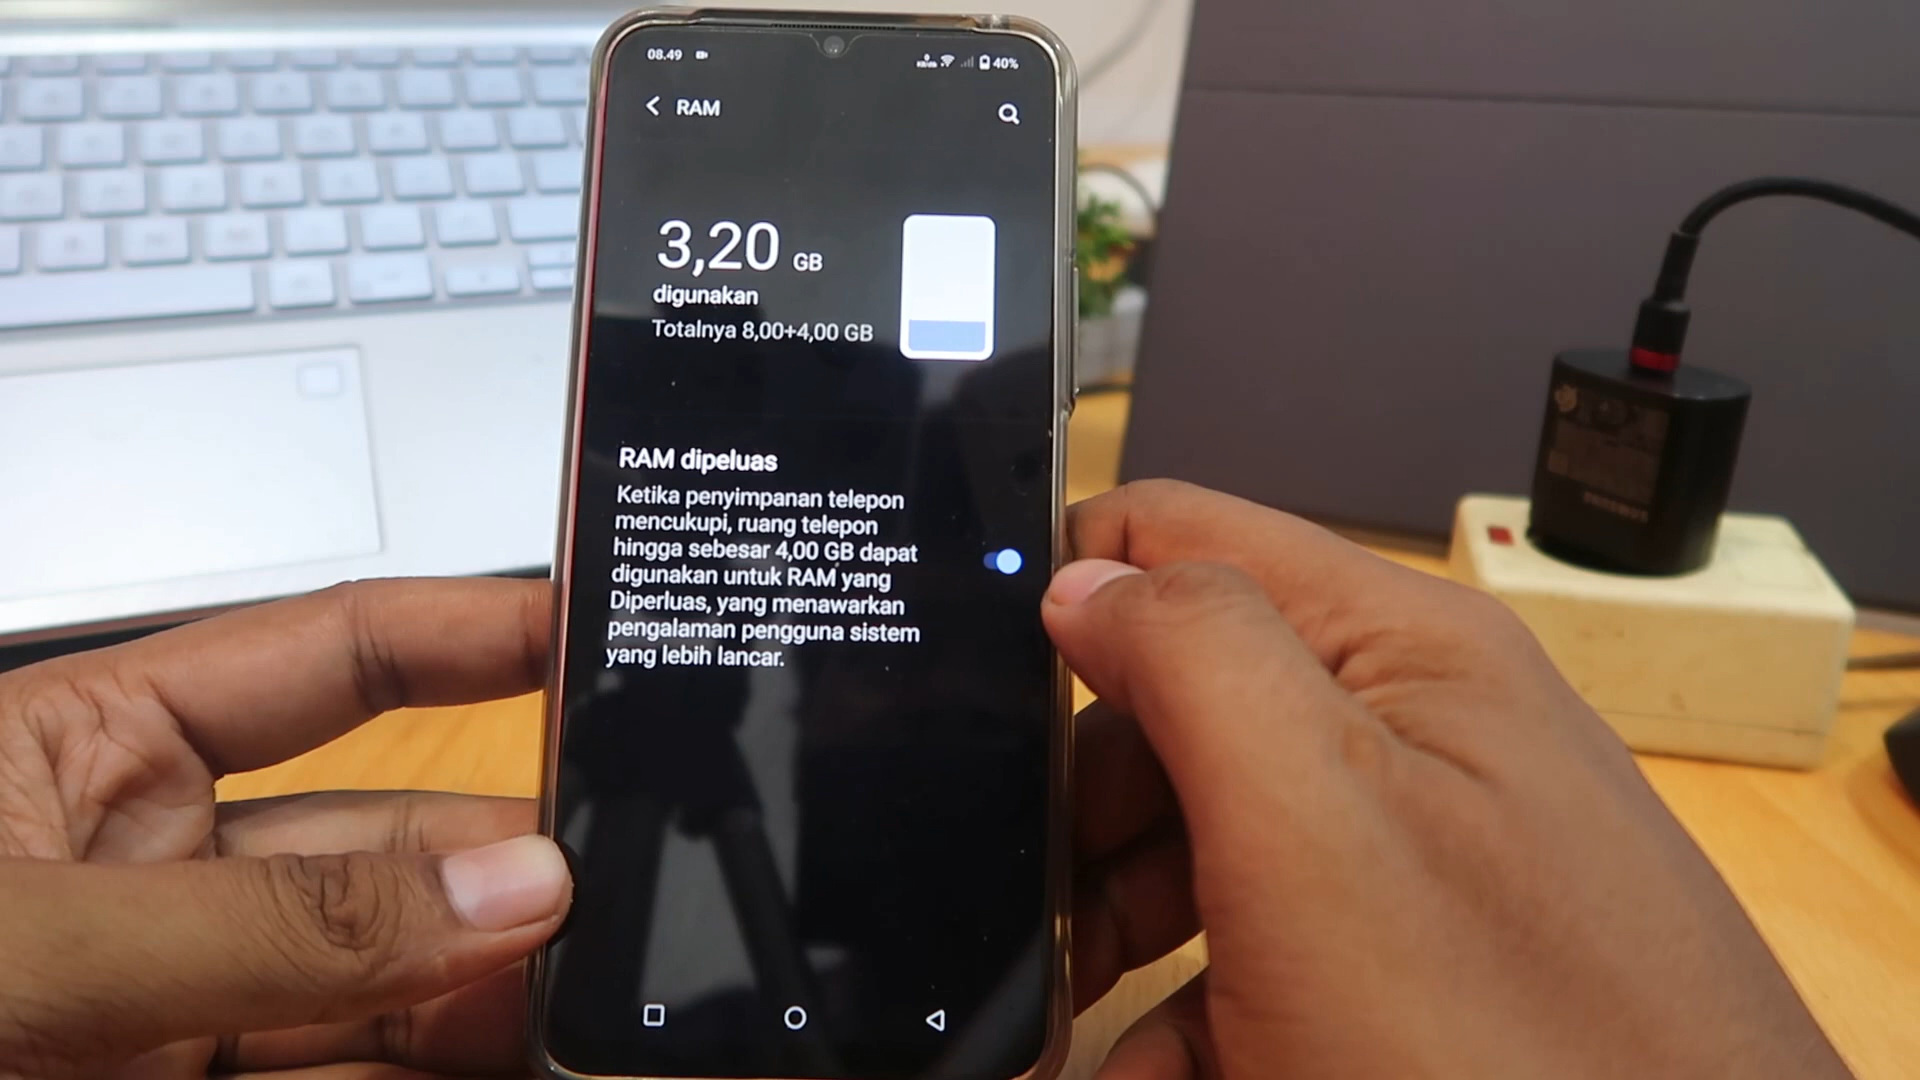 08.49
40%
RAM
3,20 GB
digunakan
Totalnya 8,00+4,00 GB
RAM dipeluas
Ketika penyimpanan telepon
mencukupi, ruang telepon
hingga sebesar 4,00 GB dapat
digunakan untuk RAM yang
Diperluas, yang menawarkan
pengalaman pengguna sistem
yang lebih lancar.